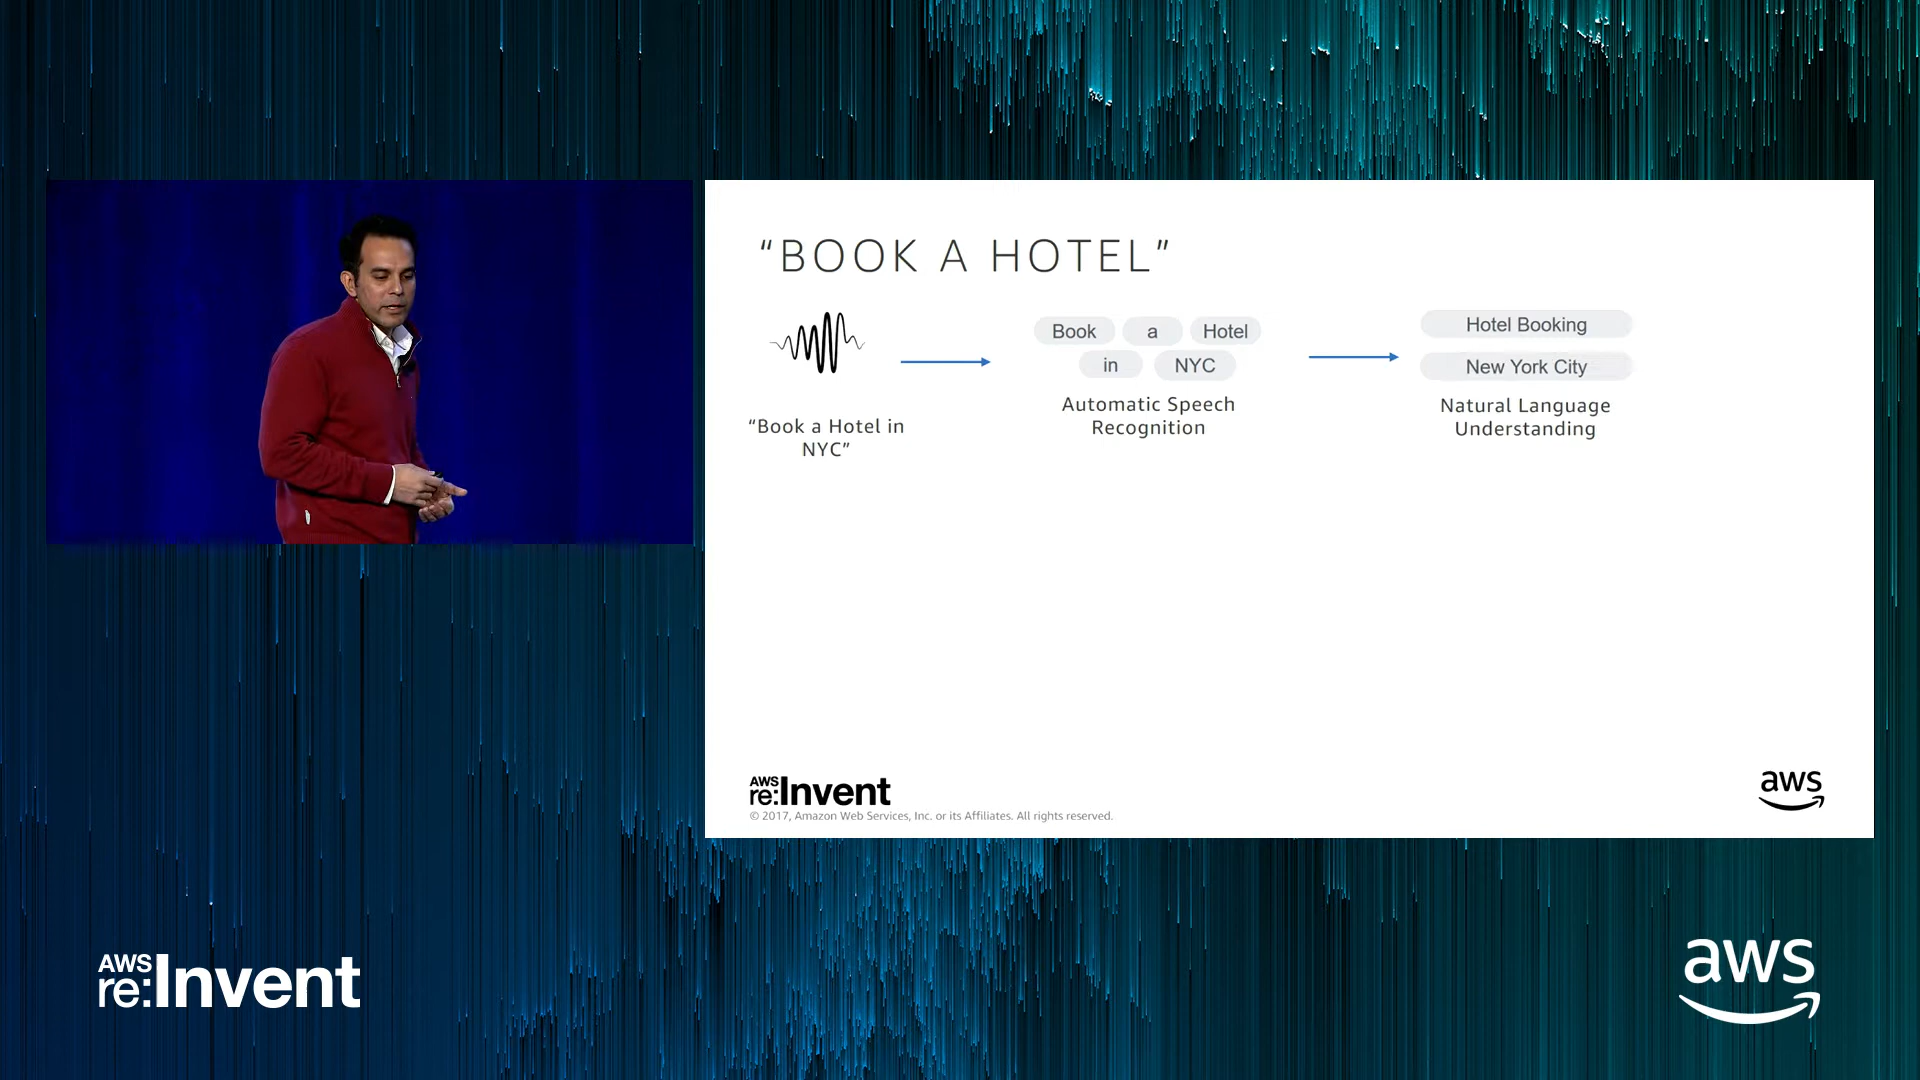 “BOOK A HOTEL”
“Book a Hotel in
NYC”
Book a Hotel
in NYC
Automatic Speech
Recognition
Hotel Booking
New York City
Natural Language
Understanding
AWS
re:Invent
© 2017, Amazon Web Services, Inc. or its Affiliates. All rights reserved.
aws
AWS
re:Invent
aws